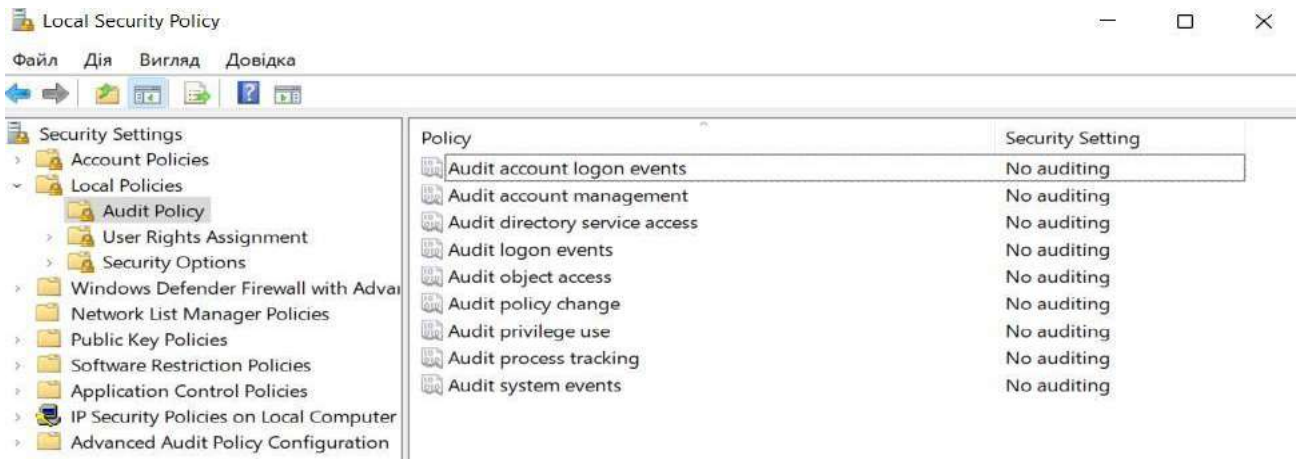 Local Security Policy
Файл Дія Вигляд Довідка
Security Settings
Account Policies
Local Policies
Audit Policy
User Rights Assignment
Security Options
Windows Defender Firewall with Advar
Network List Manager Policies
Public Key Policies
Software Restriction Policies
Application Control Policies
IP Security Policies on Local Computer
Advanced Audit Policy Configuration
Policy Security Setting
Audit account logon events No auditing
Audit account management No auditing
Audit directory service access No auditing
Audit logon events No auditing
Audit object access No auditing
Audit policy change No auditing
Audit privilege use No auditing
Audit process tracking No auditing
Audit system events No auditing